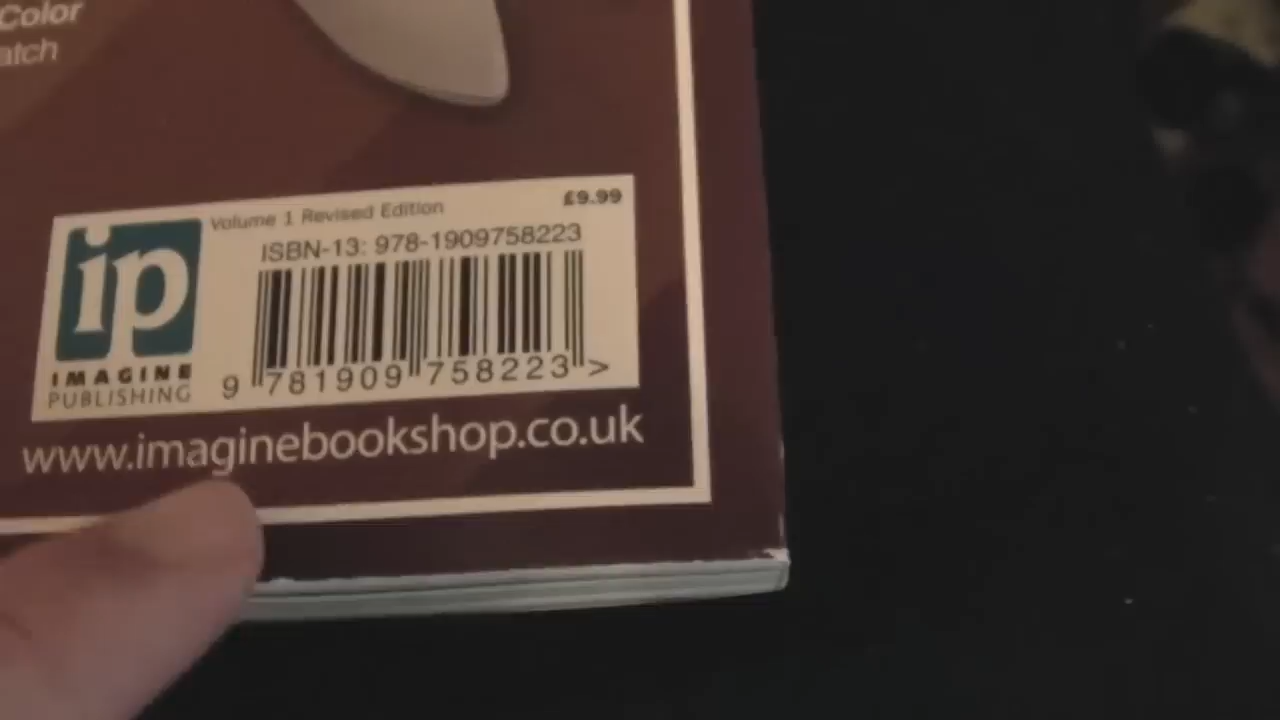 Color
atch
Volume 1 Revised Edition
£9.99
ISBN-13: 978-1909758223
ip
IMAGINE
PUBLISHING
9 781909 758223 >
www.imaginebookshop.co.uk